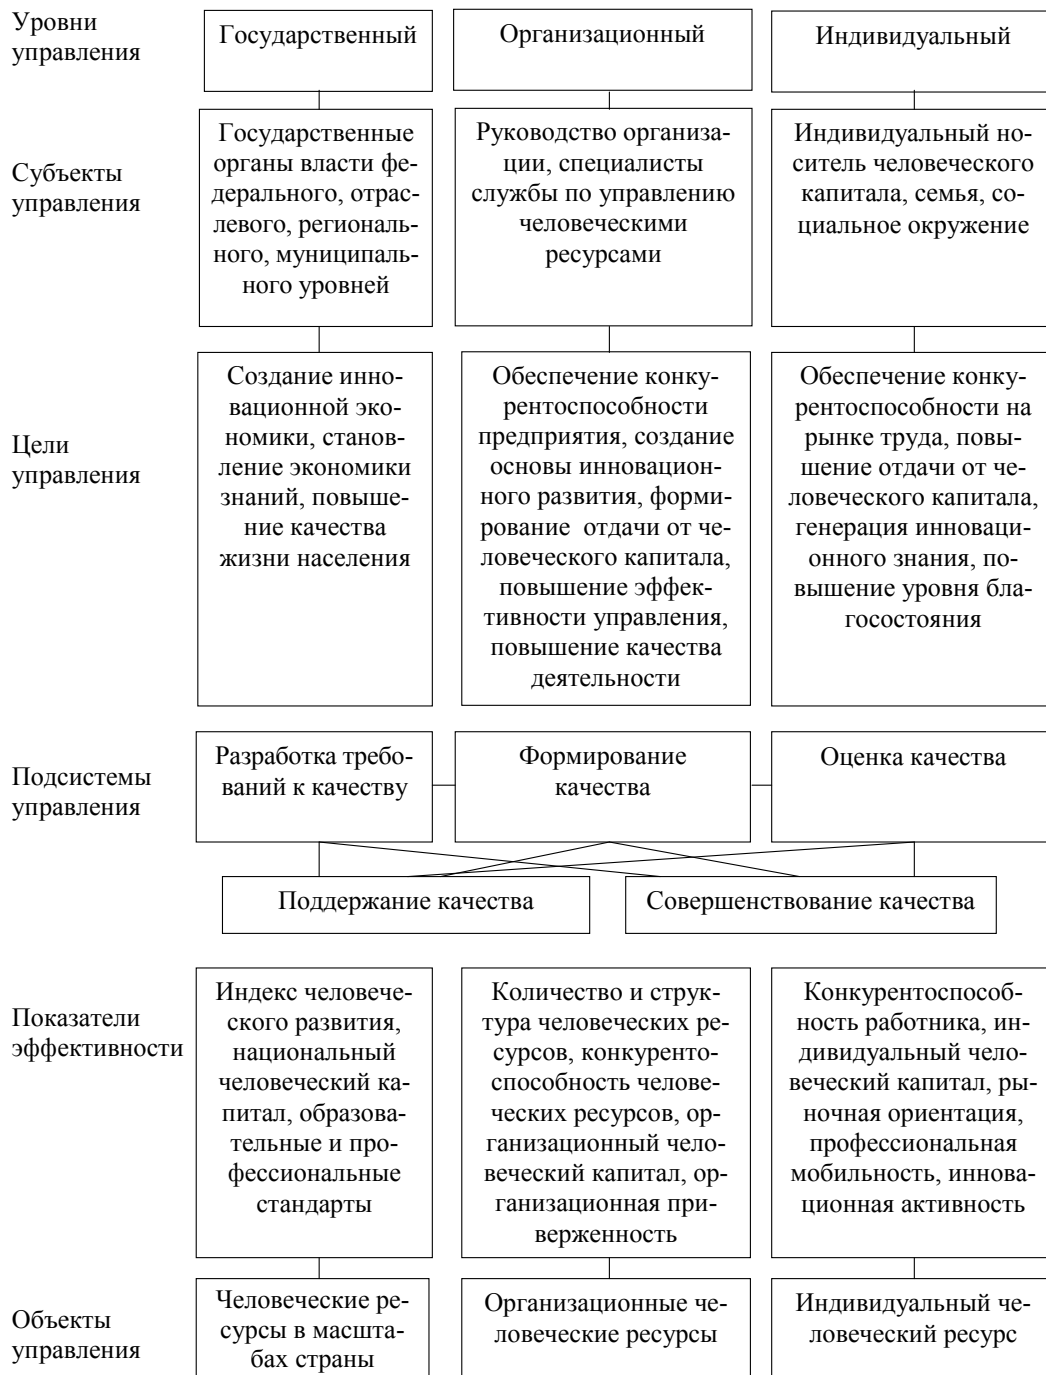 Уровни
управления
Государственный
Организационный
Индивидуальный
Субъекты
управления
Государственные
органы власти фе-
дерального, отрас-
левого, региональ-
ного, муниципаль-
ного уровней
Руководство организа-
ции, специалисты
службы по управлению
человеческими
ресурсами
Индивидуальный но-
ситель человеческого
капитала, семья, со-
циальное окружение
Цели
управления
Создание инно-
вационной эко-
номики, станов-
ление экономики
знаний, повыше-
ние качества
жизни населения
Обеспечение конку-
рентоспособности
предприятия, создание
основы инновацион-
ного развития, форми-
рование отдачи от че-
ловеческого капитала,
повышение эффек-
тивности управления,
повышение качества
деятельности
Обеспечение конку-
рентоспособности на
рынке труда, повы-
шение отдачи от че-
ловеческого капитала,
генерация инноваци-
онного знания, по-
вышение уровня бла-
госостояния
Подсистемы
управления
Разработка требо-
ваний к качеству
Формирование
качества
Оценка качества
Поддержание качества
Совершенствование качества
Показатели
эффективности
Индекс человече-
ского развития,
национальный
человеческий ка-
питал, образова-
тельные и про-
фессиональные
стандарты
Количество и струк-
тура человеческих ре-
сурсов, конкуренто-
способность челове-
ческих ресурсов, ор-
ганизационный чело-
веческий капитал, ор-
ганизационная при-
верженность
Конкурентоспособ-
ность работника, ин-
дивидуальный чело-
веческий капитал, ры-
ночная ориентация,
профессиональная
мобильность, иннова-
ционная активность
Объекты
управления
Человеческие ре-
сурсы в масшта-
бах страны
Организационные че-
ловеческие ресурсы
Индивидуальный че-
ловеческий ресурс